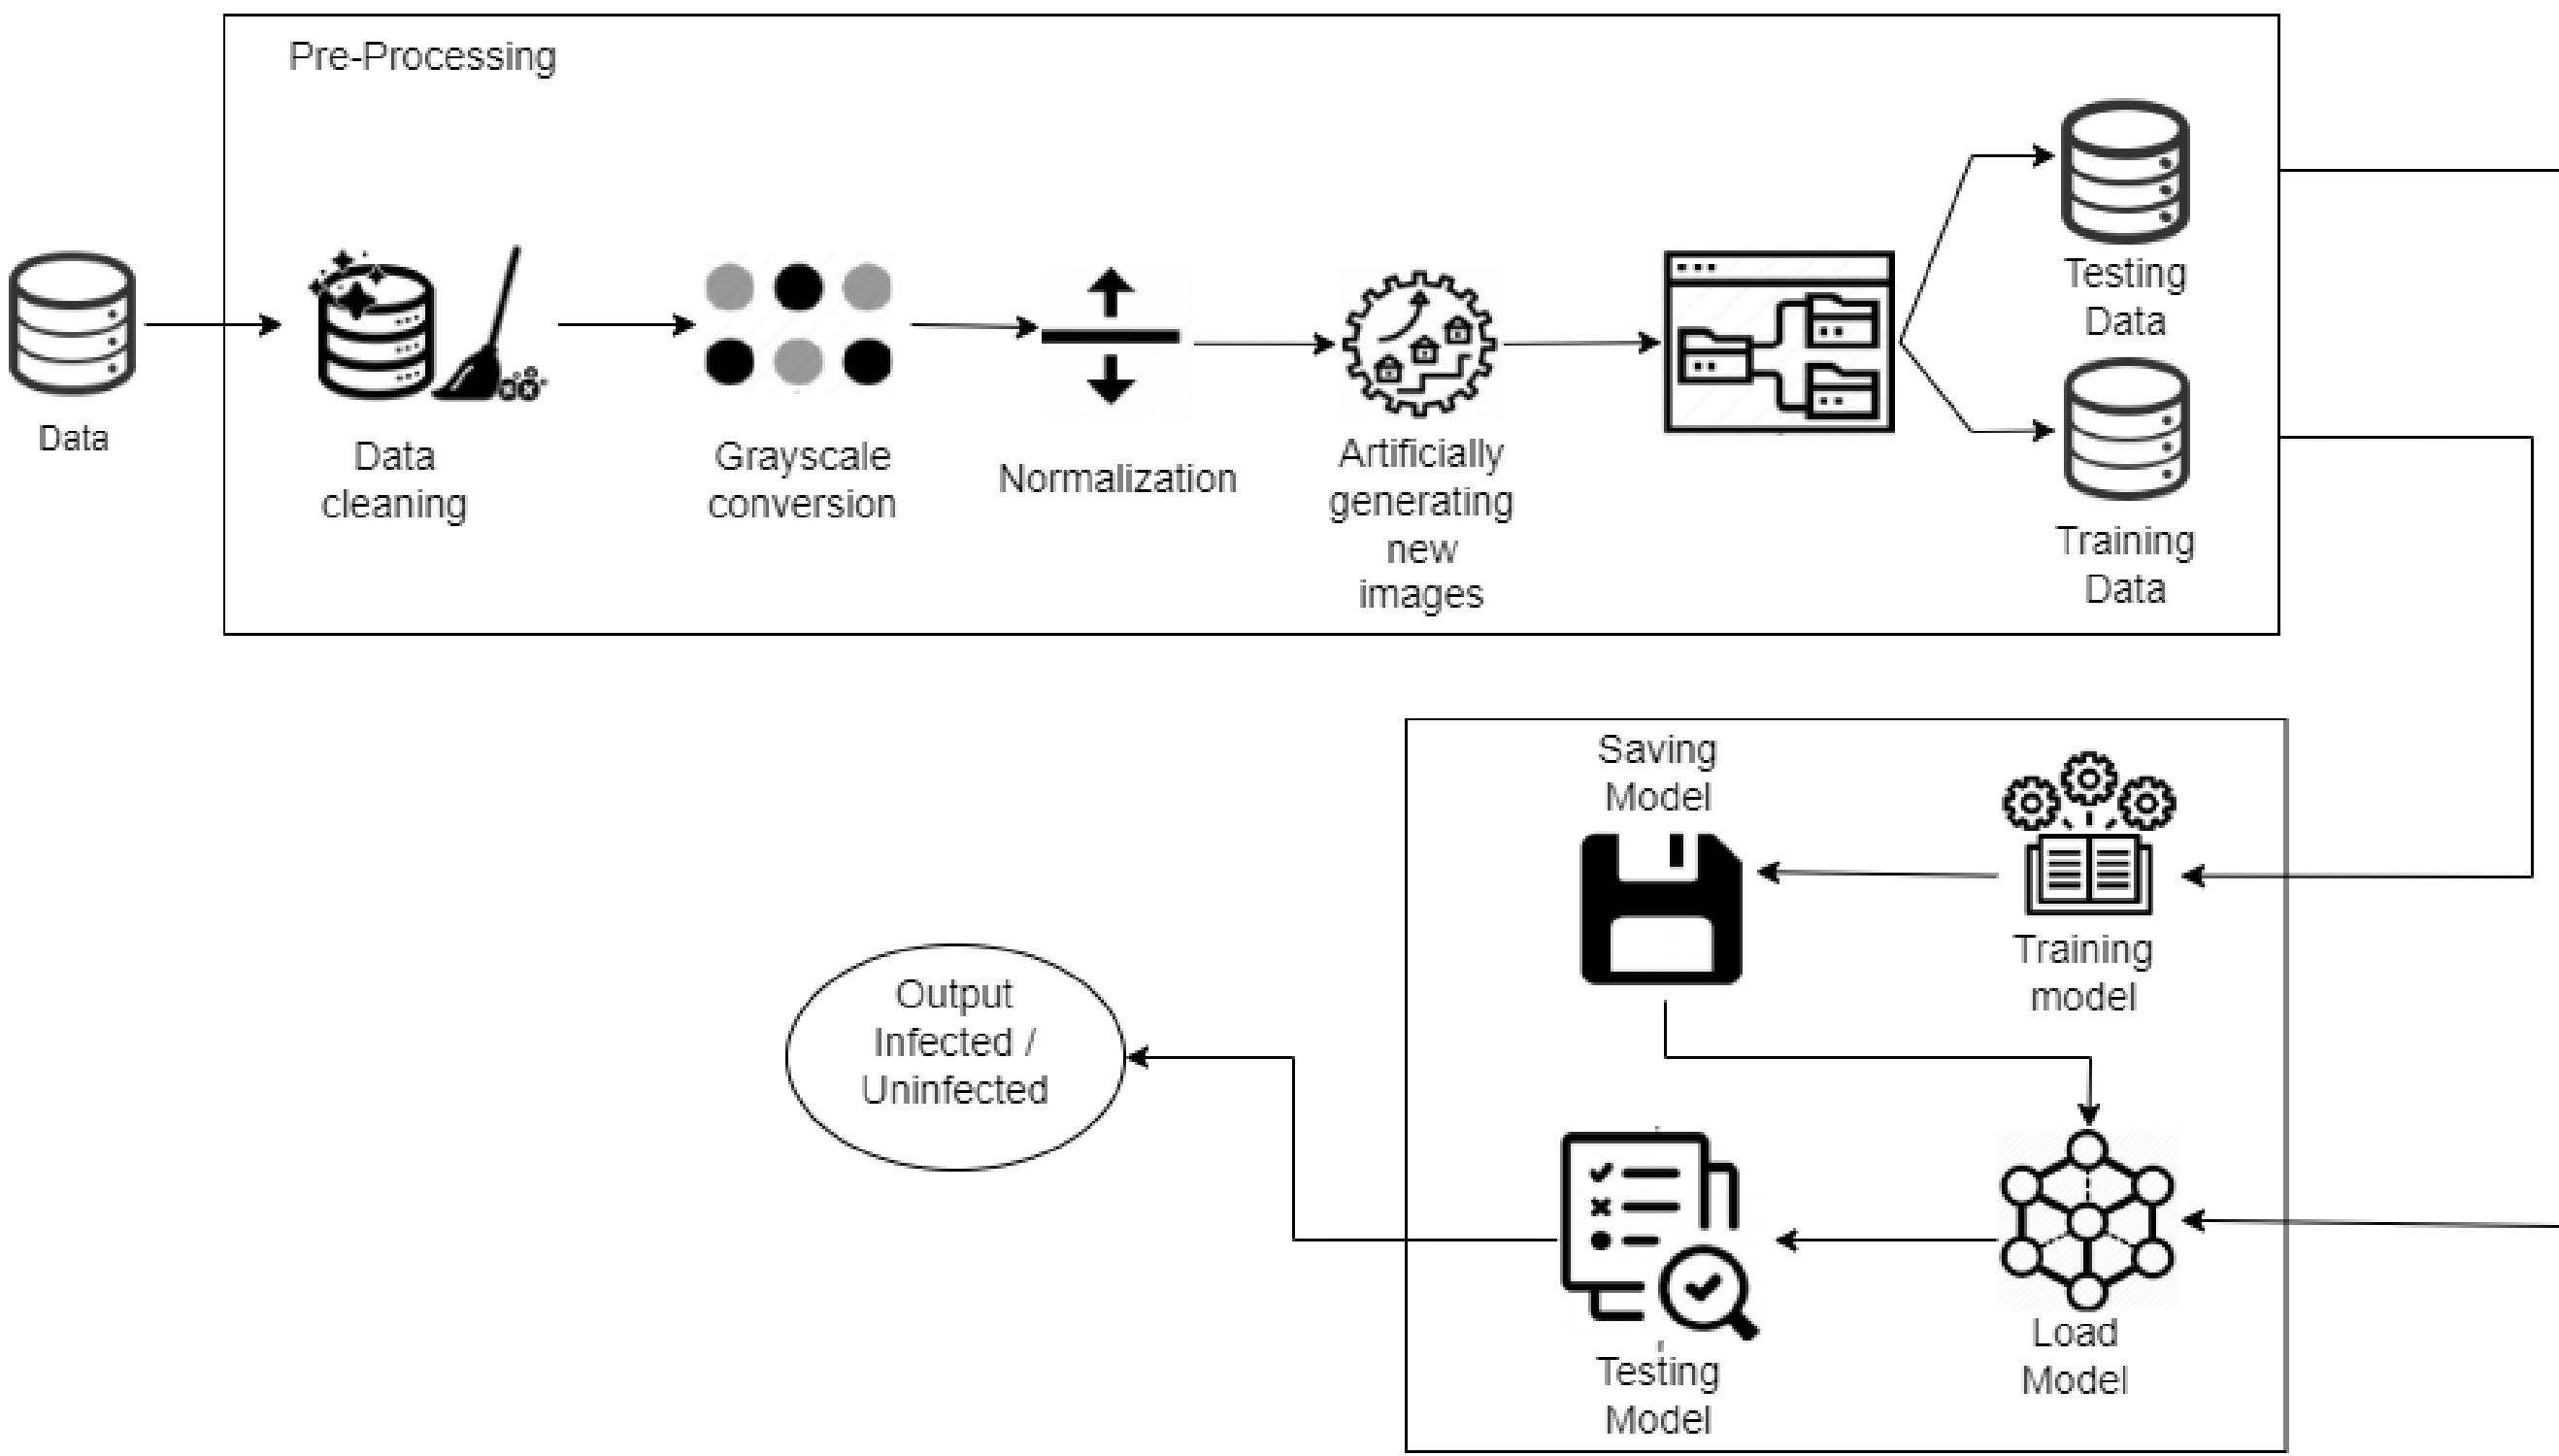 Pre-Processing
Data
Data
cleaning
Grayscale
conversion
Normalization
Artificially
generating
new
images
Testing
Data
Training
Data
Saving
Model
Training
model
Output
Infected /
Uninfected
Load
Model
Testing
Model